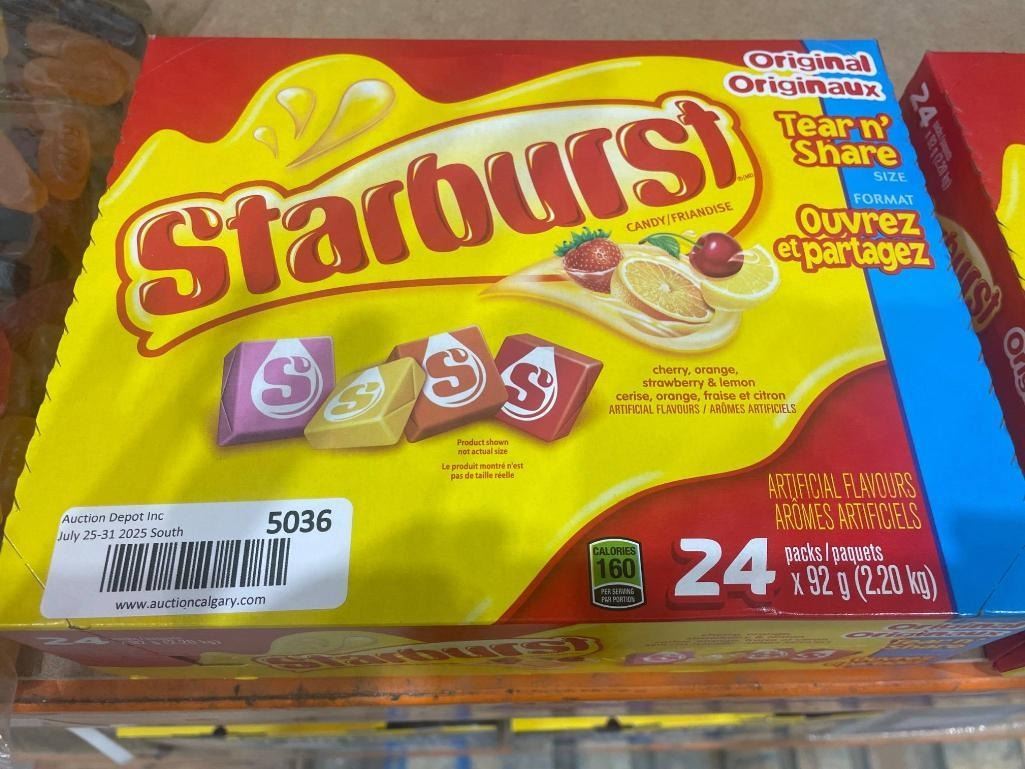 Original
Originaux
Tear n'
Share
SIZE
FORMAT
Ouvrez
et partagez
Starburst
CANDY/FRIANDISE
S
S
S
S
cherry, orange,
strawberry & lemon
cerise, orange, fraise et citron
ARTIFICIAL FLAVOURS / ARÔMES ARTIFICIELS
Product shown
not actual size
Le produit montré n'est
pas de taille réelle
ARTIFICIAL FLAVOURS
ARÔMES ARTIFICIELS
CALORIES
160
PER SERVING
PAR PORTION
24 packs/paquets
x 92 g (2.20 kg)
Auction Depot Inc
5036
July 25-31 2025 South
www.auctioncalgary.com
24
Starburst
24